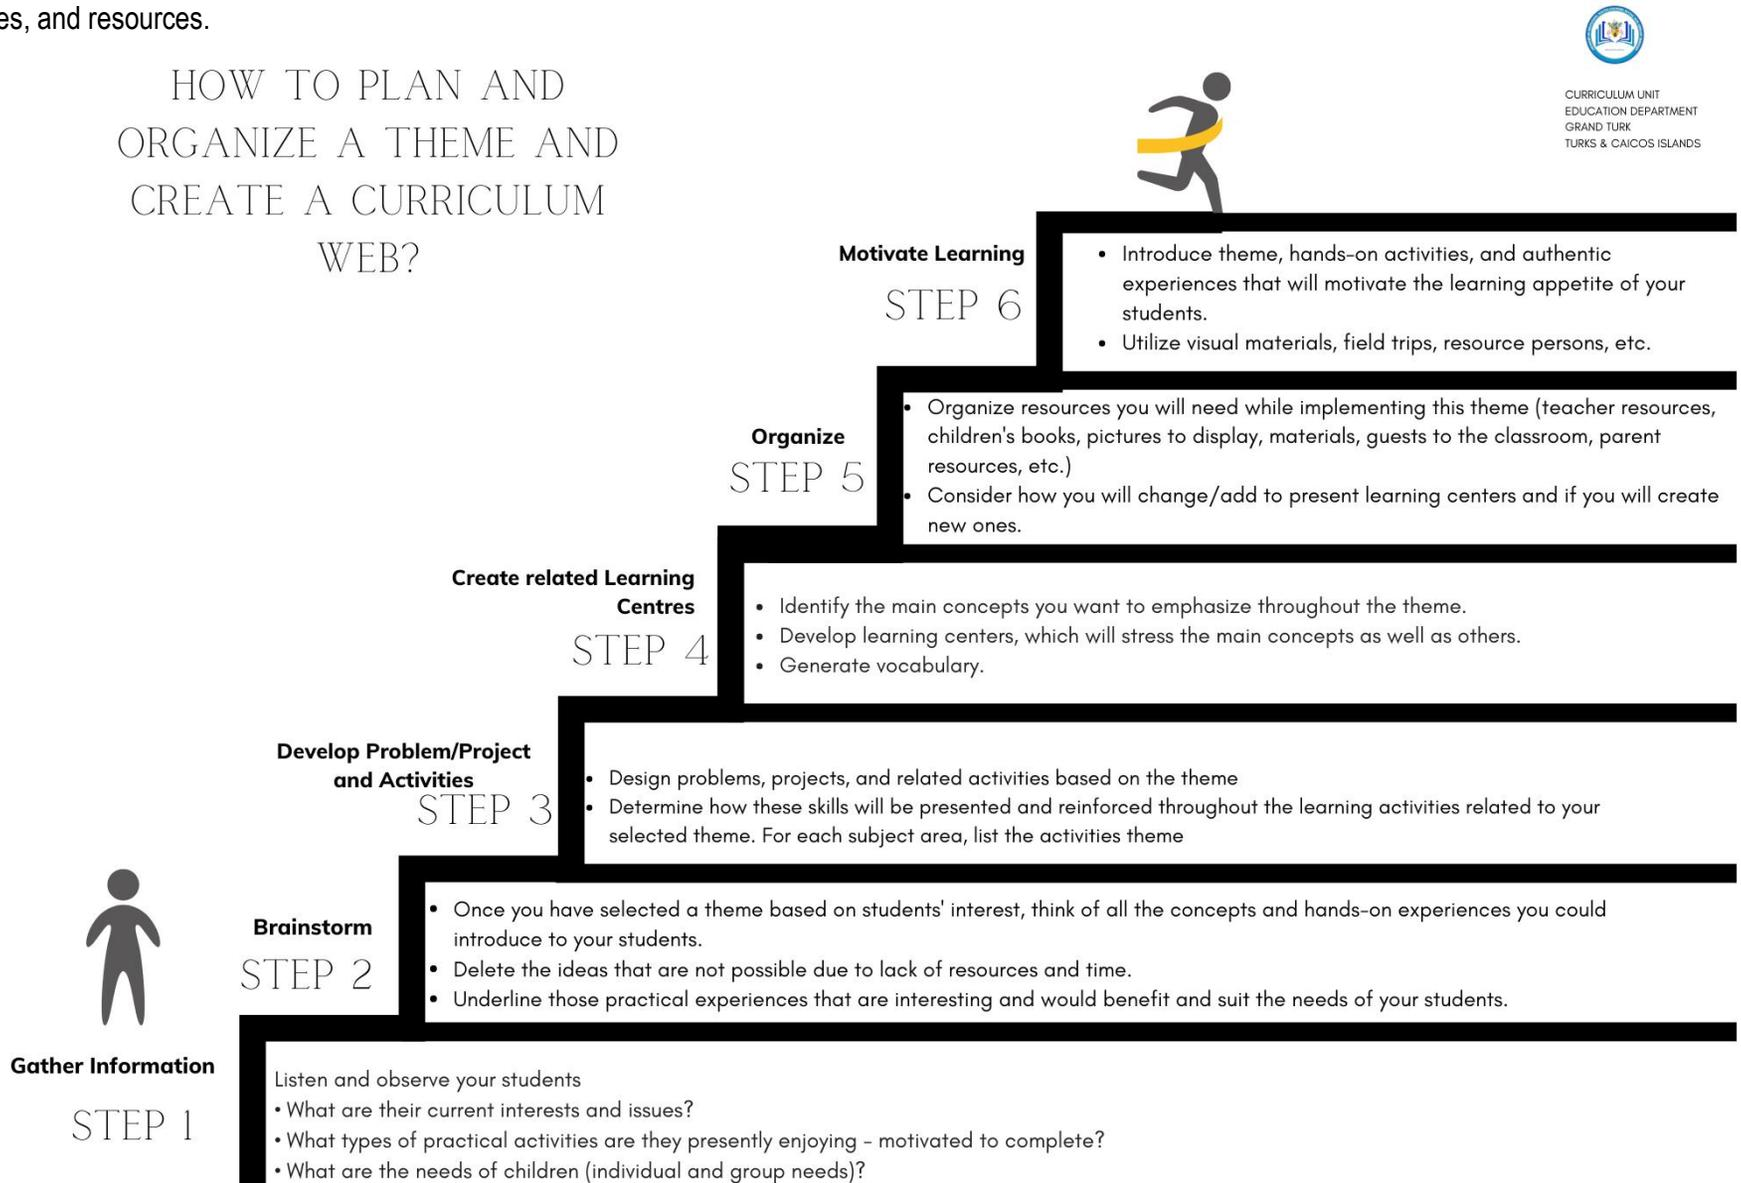 es, and resources.
HOW TO PLAN AND
ORGANIZE A THEME AND
CREATE A CURRICULUM
WEB?
CURRICULUM UNIT
EDUCATION DEPARTMENT
GRAND TURK
TURKS & CAICOS ISLANDS
Motivate Learning
STEP 6
• Introduce theme, hands-on activities, and authentic
experiences that will motivate the learning appetite of your
students.
• Utilize visual materials, field trips, resource persons, etc.
Organize
STEP 5
• Organize resources you will need while implementing this theme (teacher resources,
children's books, pictures to display, materials, guests to the classroom, parent
resources, etc.)
• Consider how you will change/add to present learning centers and if you will create
new ones.
Create related Learning
Centres
STEP 4
• Identify the main concepts you want to emphasize throughout the theme.
• Develop learning centers, which will stress the main concepts as well as others.
• Generate vocabulary.
Develop Problem/Project
and Activities
STEP 3
• Design problems, projects, and related activities based on the theme
• Determine how these skills will be presented and reinforced throughout the learning activities related to your
selected theme. For each subject area, list the activities theme
Brainstorm
STEP 2
• Once you have selected a theme based on students' interest, think of all the concepts and hands-on experiences you could
introduce to your students.
• Delete the ideas that are not possible due to lack of resources and time.
• Underline those practical experiences that are interesting and would benefit and suit the needs of your students.
Gather Information
STEP 1
Listen and observe your students
• What are their current interests and issues?
• What types of practical activities are they presently enjoying – motivated to complete?
• What are the needs of children (individual and group needs)?